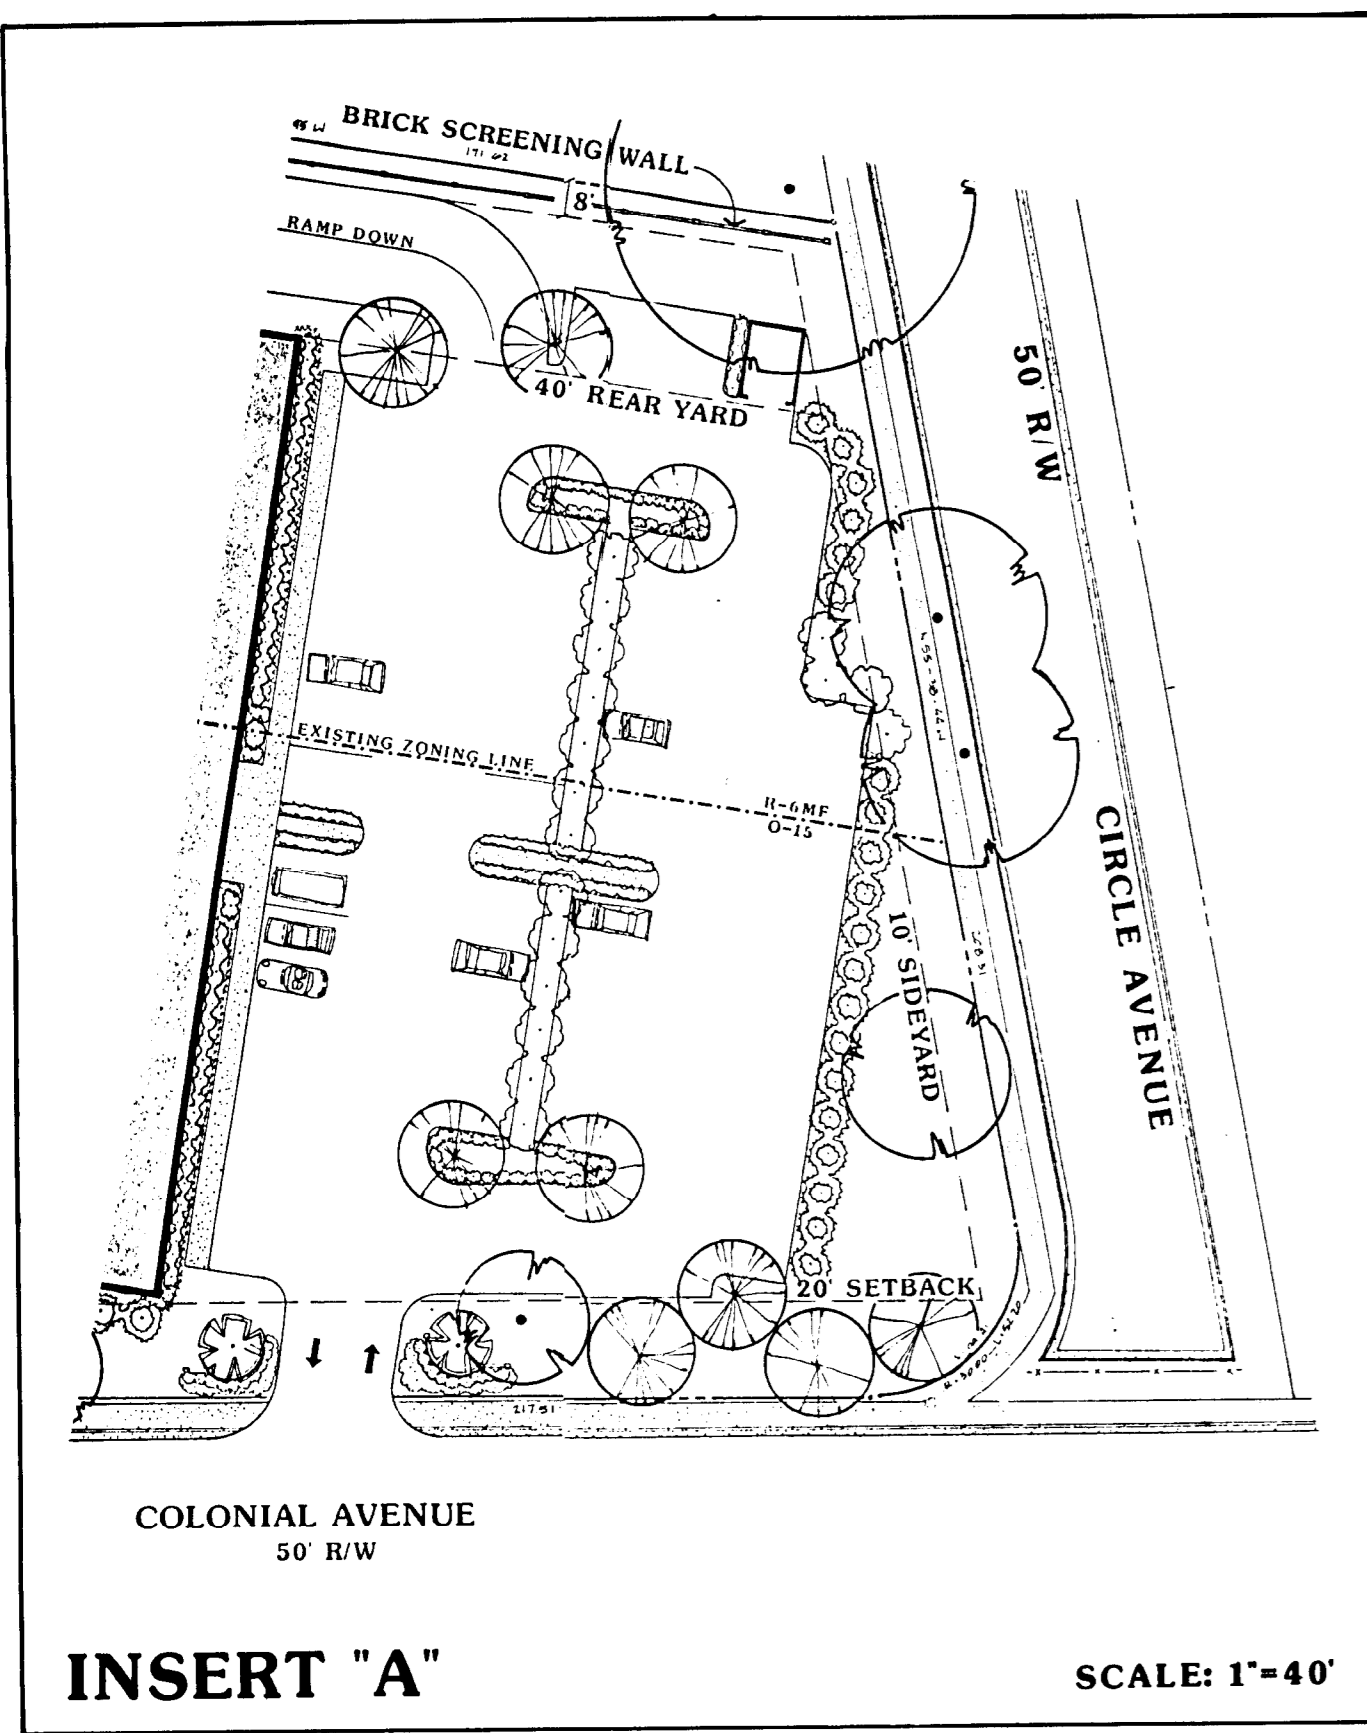 BRICK SCREENING WALL
8'
RAMP DOWN
40' REAR YARD
50' R/W
EXISTING ZONING LINE
R-6MF
O-15
CIRCLE AVENUE
10' SIDEYARD
20' SETBACK
COLONIAL AVENUE
50' R/W
INSERT "A"
SCALE: 1"=40'